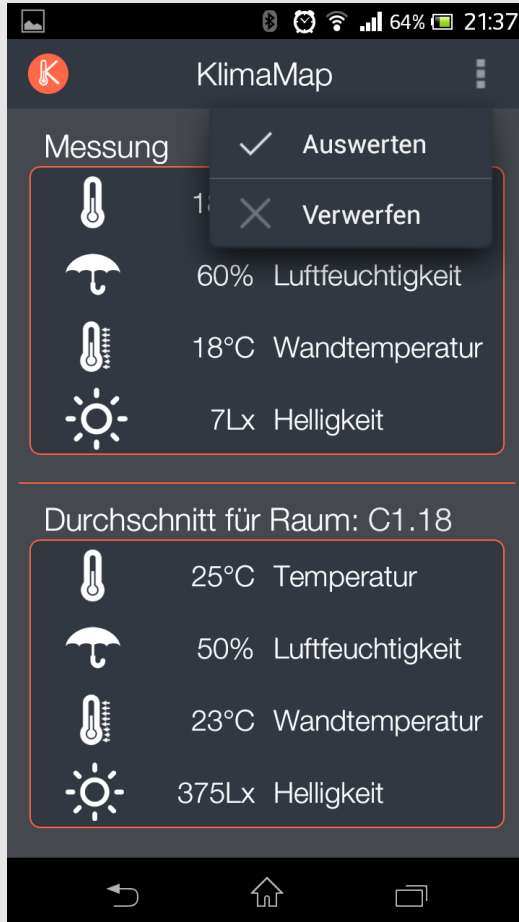 64% 21:37
KlimaMap
Auswerten
Messung
Verwerfen
60% Luftfeuchtigkeit
18°C Wandtemperatur
7Lx Helligkeit
Durchschnitt für Raum: C1.18
25°C Temperatur
50% Luftfeuchtigkeit
23°C Wandtemperatur
375Lx Helligkeit